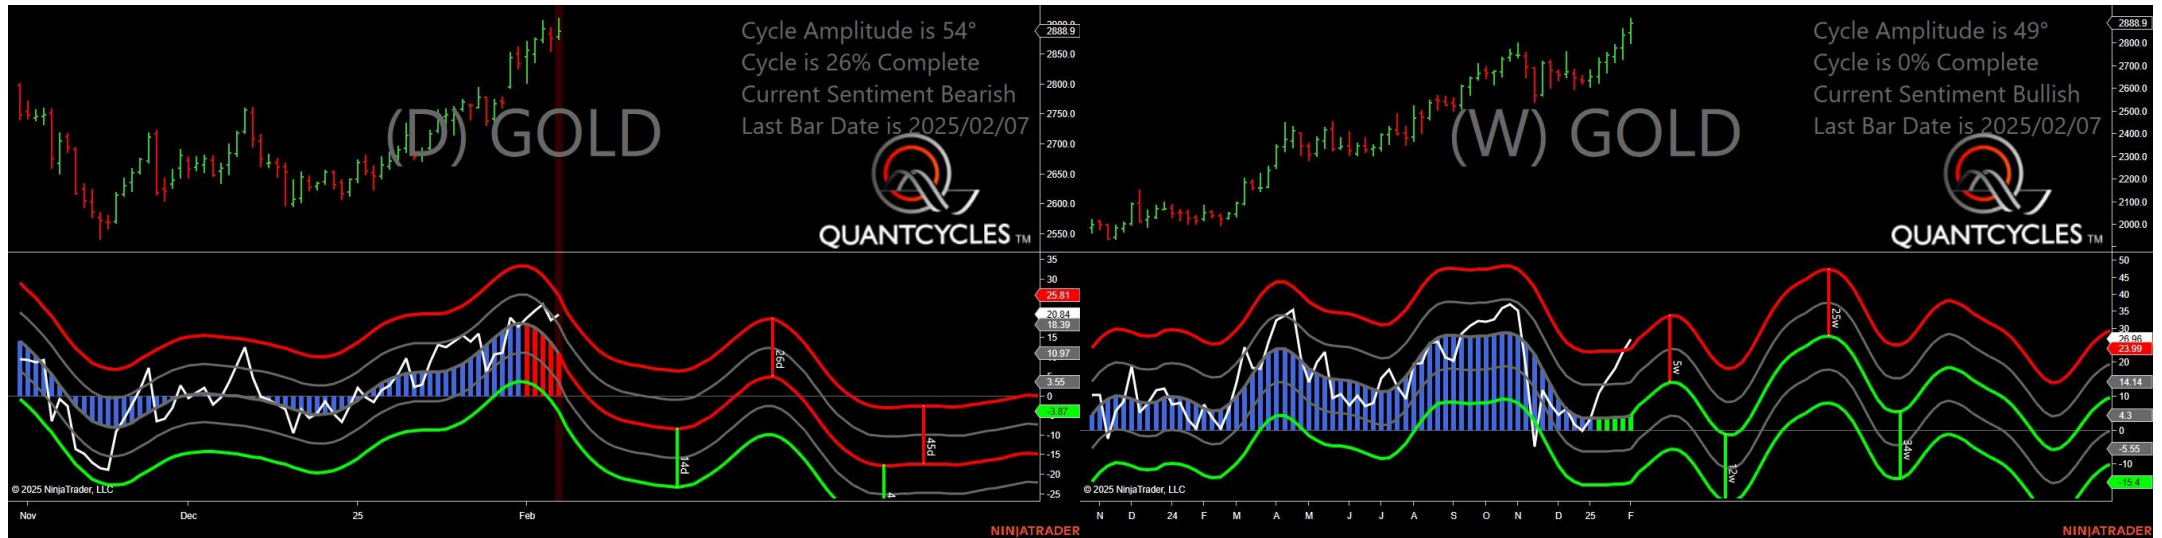 Cycle Amplitude is 54°
Cycle is 26% Complete
Current Sentiment Bearish
Last Bar Date is 2025/02/07
(D) GOLD
QUANTCYCLES TM
2888.9
2850.0
2800.0
2750.0
2700.0
2650.0
2600.0
2550.0
35
30
25.81
20.84
18.39
15
10.97
3.55
0
-3.87
-10
-15
-20
-25
14d
26d
45d
4
© 2025 NinjaTrader, LLC
Nov
Dec
25
Feb
NINJATRADER
Cycle Amplitude is 49°
Cycle is 0% Complete
Current Sentiment Bullish
Last Bar Date is 2025/02/07
(W) GOLD
QUANTCYCLES TM
2888.9
2800.0
2700.0
2600.0
2500.0
2400.0
2300.0
2200.0
2100.0
2000.0
50
45
40
35
30
26.96
23.99
20
14.14
10
4.3
0
-5.55
-10
-15.4
5w
12w
25w
34w
© 2025 NinjaTrader, LLC
N D 24 F M A M J J A S O N D 25 F
NINJATRADER